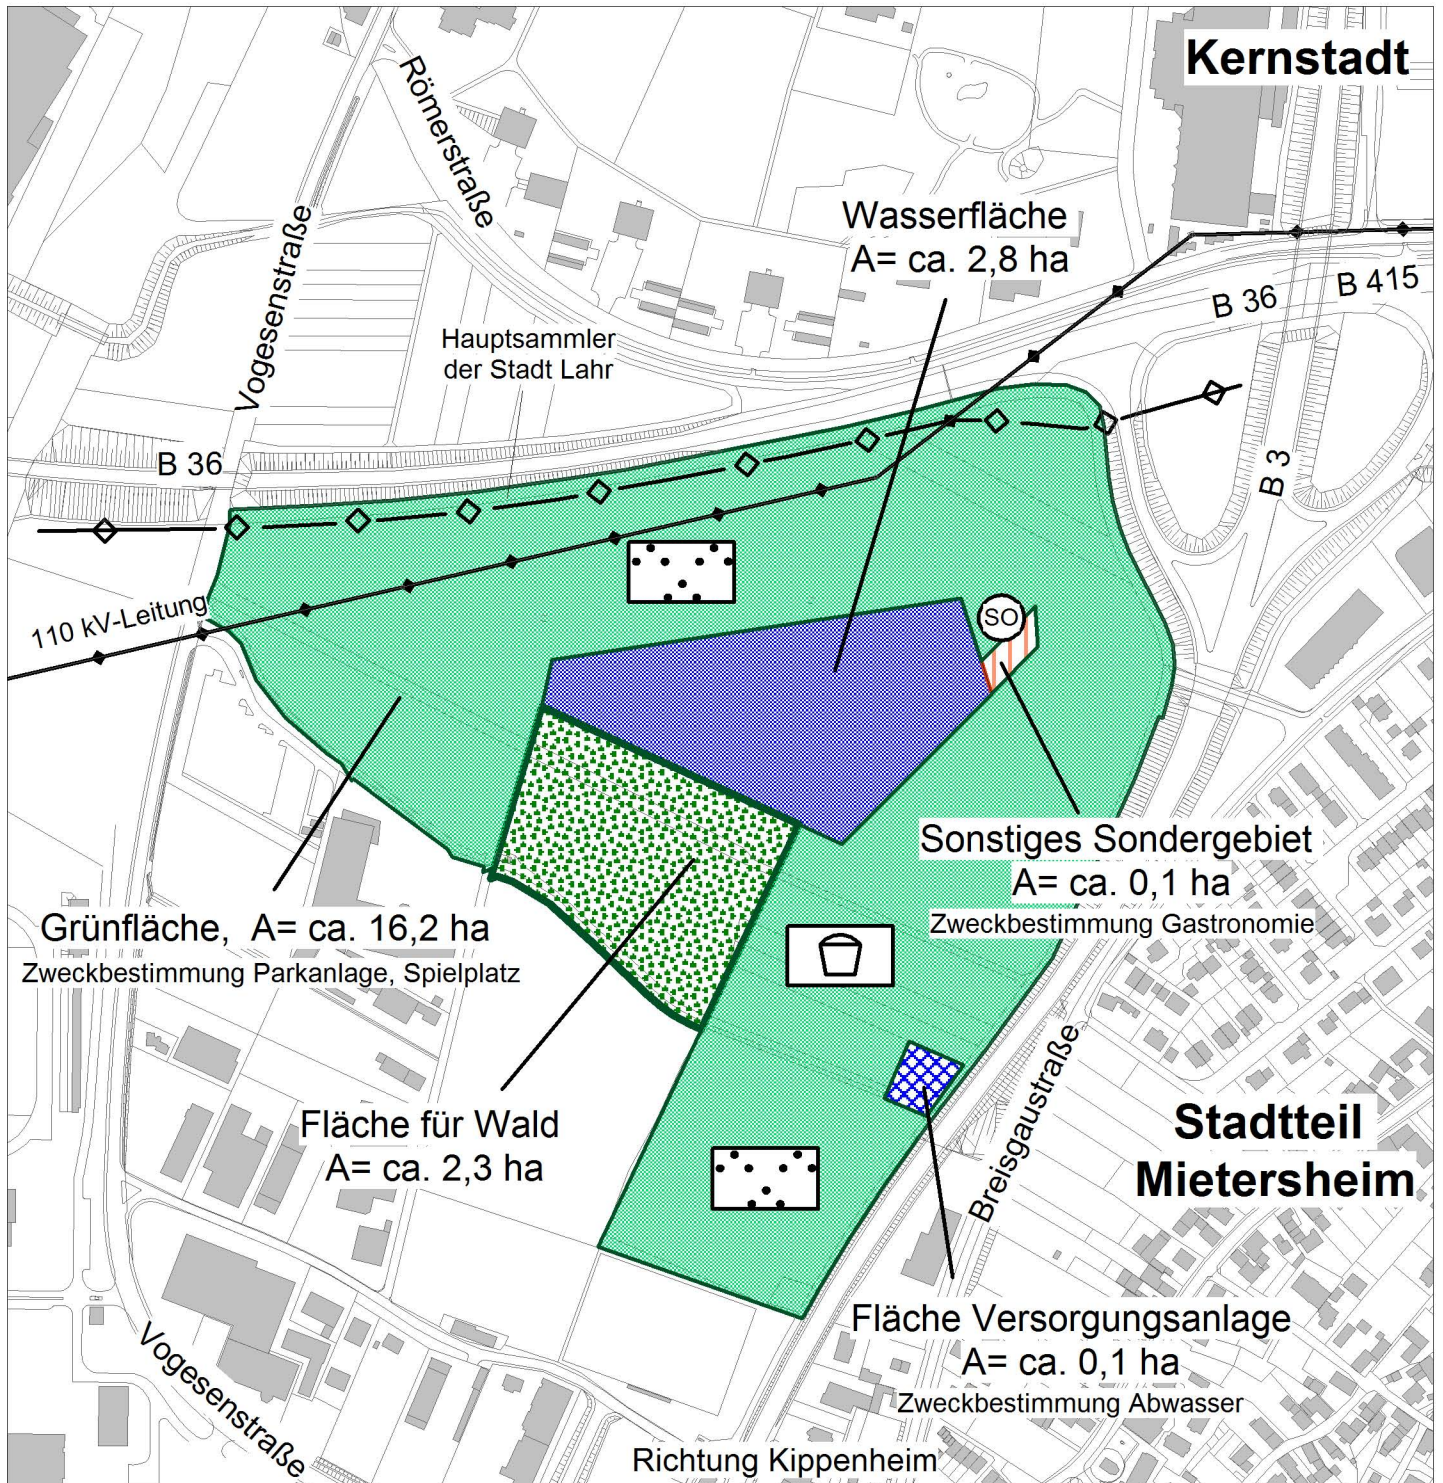 Kernstadt
Römerstraße
Vogesenstraße
Wasserfläche
A= ca. 2,8 ha
B 36
B 415
Hauptsammler
der Stadt Lahr
B 36
B 3
110 kV-Leitung
SO
Sonstiges Sondergebiet
A= ca. 0,1 ha
Zweckbestimmung Gastronomie
Grünfläche, A= ca. 16,2 ha
Zweckbestimmung Parkanlage, Spielplatz
Fläche für Wald
A= ca. 2,3 ha
Breisgaustraße
Stadtteil
Mietersheim
Fläche Versorgungsanlage
A= ca. 0,1 ha
Zweckbestimmung Abwasser
Vogesenstraße
Richtung Kippenheim